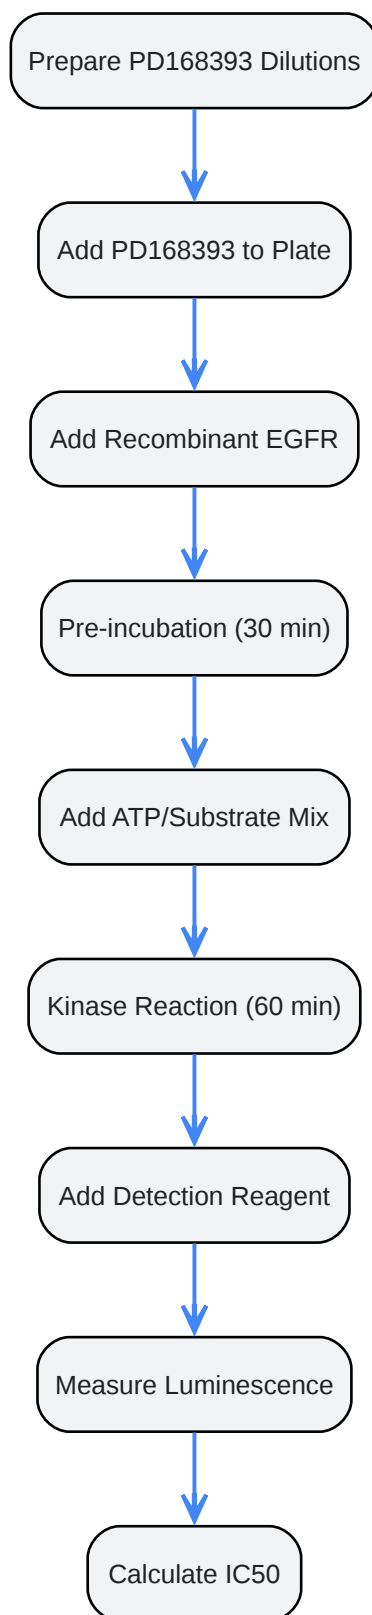 Prepare PD168393 Dilutions
Add PD168393 to Plate
Add Recombinant EGFR
Pre-incubation (30 min)
Add ATP/Substrate Mix
Kinase Reaction (60 min)
Add Detection Reagent
Measure Luminescence
Calculate IC50